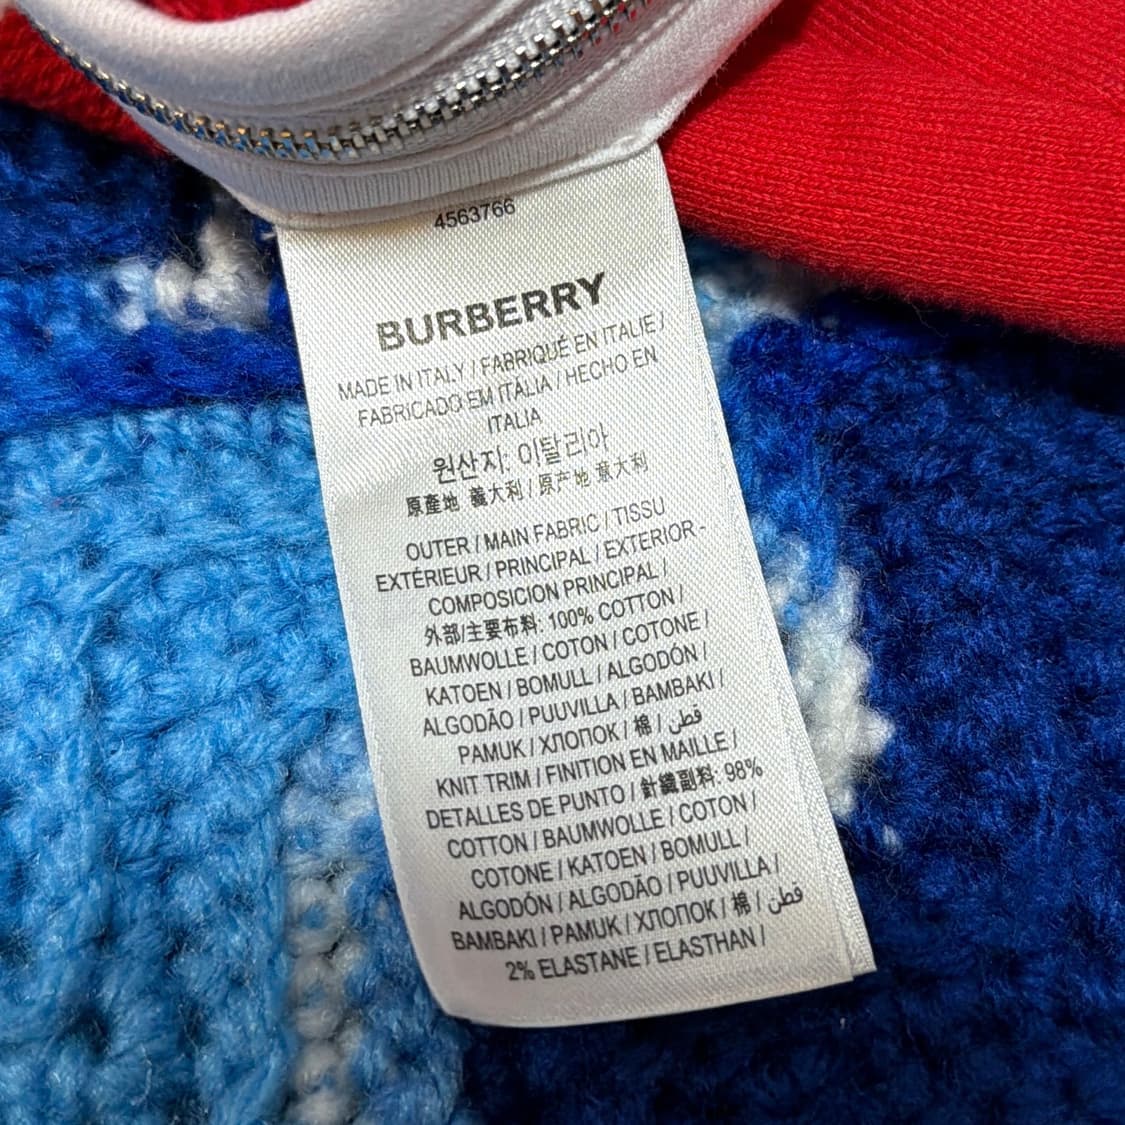 4563766
BURBERRY
MADE IN ITALY / FABRIQUÉ EN ITALIE /
FABRICADO EM ITÁLIA / HECHO EN
ITALIA
원산지: 이탈리아
原產地 義大利 / 原产地 意大利
OUTER / MAIN FABRIC / TISSU
EXTÉRIEUR / PRINCIPAL / EXTERIOR -
COMPOSICION PRINCIPAL /
外部/主要布料: 100% COTTON /
BAUMWOLLE / COTON / COTONE /
KATOEN / BOMULL / ALGODÓN /
ALGODÃO / PUUVILLA / BAMBAKI /
PAMUK / ХЛОПОК / 棉 / قطن /
KNIT TRIM / FINITION EN MAILLE /
DETALLES DE PUNTO / 針織副料: 98%
COTTON / BAUMWOLLE / COTON /
COTONE / KATOEN / BOMULL /
ALGODÓN / ALGODÃO / PUUVILLA /
BAMBAKI / PAMUK / ХЛОПОК / 棉 / قطن
2% ELASTANE / ELASTHAN /